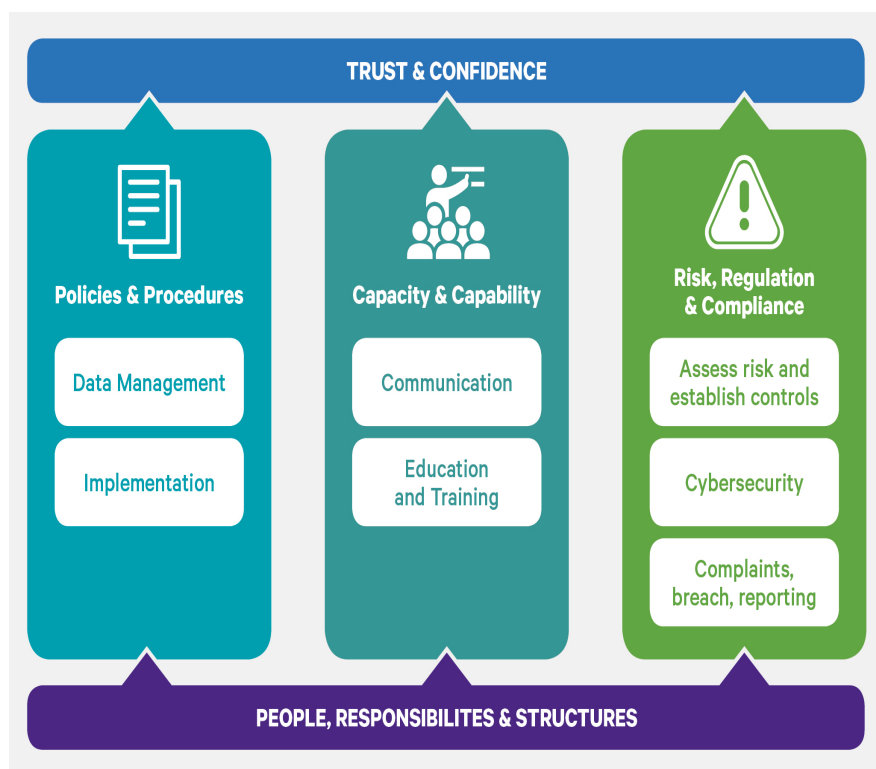 TRUST & CONFIDENCE
Policies & Procedures
Data Management
Implementation
Capacity & Capability
Communication
Education
and Training
Risk, Regulation
& Compliance
Assess risk and
establish controls
Cybersecurity
Complaints,
breach, reporting
PEOPLE, RESPONSIBILITES & STRUCTURES